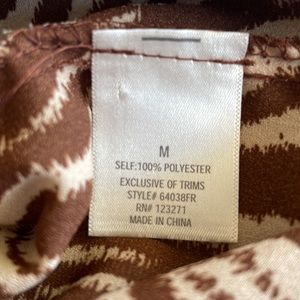 M
SELF:100% POLYESTER
EXCLUSIVE OF TRIMS
STYLE# 64038FR
RN# 123271
MADE IN CHINA